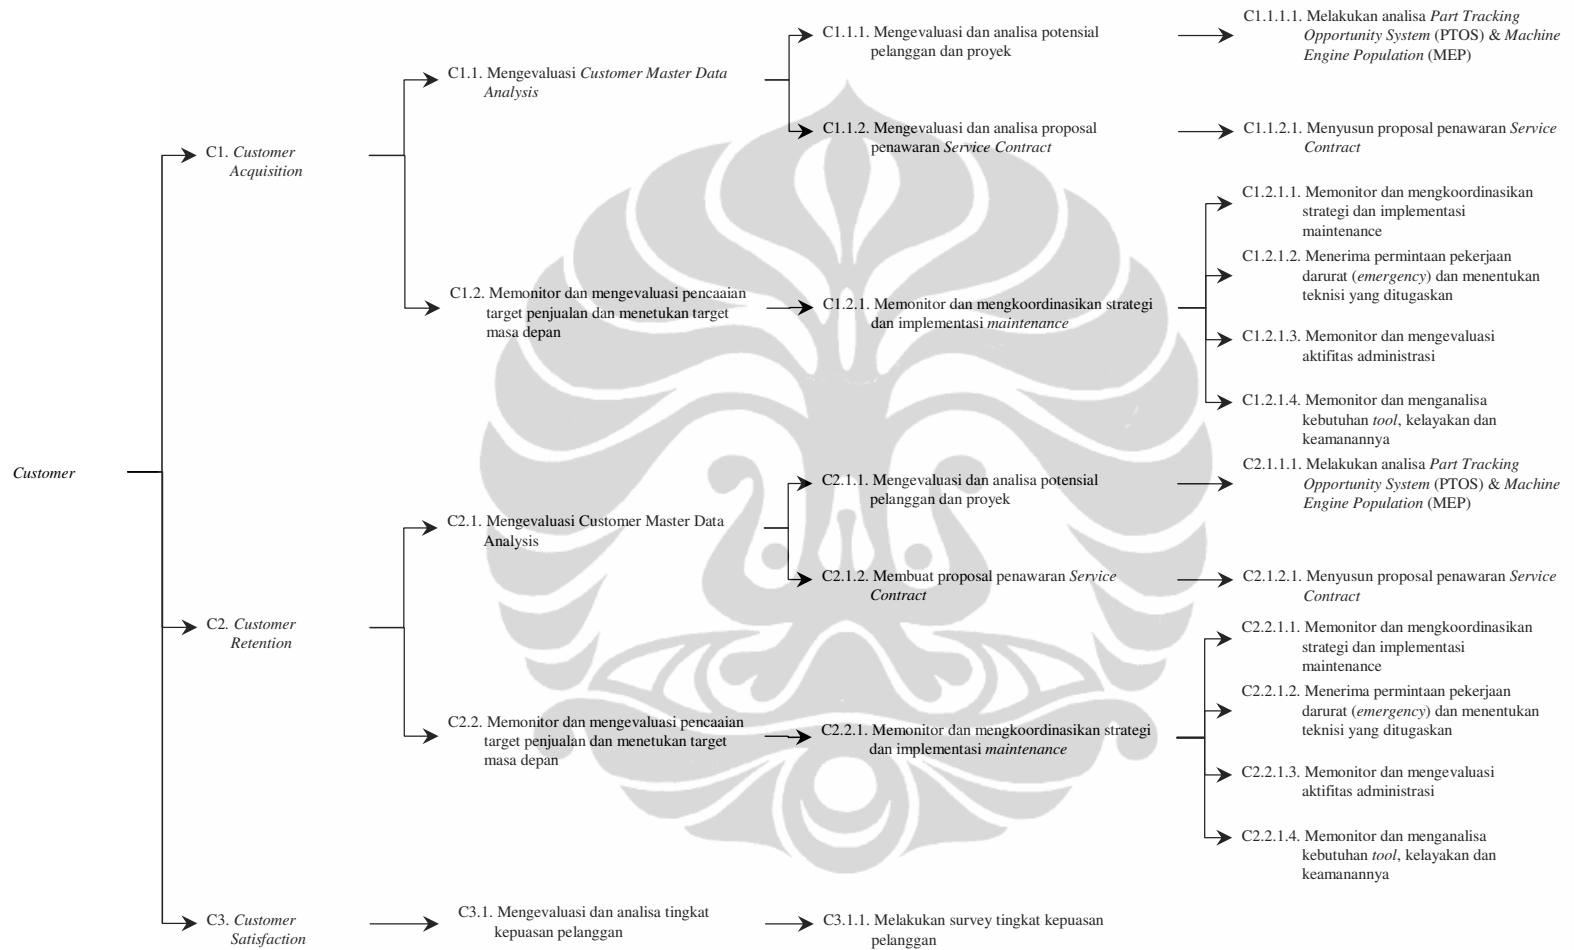 Customer
C1. Customer
Acquisition
C1.1. Mengevaluasi Customer Master Data
Analysis
C1.1.1. Mengevaluasi dan analisa potensial
pelanggan dan proyek
C1.1.1.1. Melakukan analisa Part Tracking
Opportunity System (PTOS) & Machine
Engine Population (MEP)
C1.1.2. Mengevaluasi dan analisa proposal
penawaran Service Contract
C1.1.2.1. Menyusun proposal penawaran Service
Contract
C1.2. Memonitor dan mengevaluasi pencaaian
target penjualan dan menetukan target
masa depan
C1.2.1. Memonitor dan mengkoordinasikan strategi
dan implementasi maintenance
C1.2.1.1. Memonitor dan mengkoordinasikan
strategi dan implementasi
maintenance
C1.2.1.2. Menerima permintaan pekerjaan
darurat (emergency) dan menentukan
teknisi yang ditugaskan
C1.2.1.3. Memonitor dan mengevaluasi
aktifitas administrasi
C1.2.1.4. Memonitor dan menganalisa
kebutuhan tool, kelayakan dan
keamanannya
C2. Customer
Retention
C2.1. Mengevaluasi Customer Master Data
Analysis
C2.1.1. Mengevaluasi dan analisa potensial
pelanggan dan proyek
C2.1.1.1. Melakukan analisa Part Tracking
Opportunity System (PTOS) & Machine
Engine Population (MEP)
C2.1.2. Membuat proposal penawaran Service
Contract
C2.1.2.1. Menyusun proposal penawaran Service
Contract
C2.2. Memonitor dan mengevaluasi pencaaian
target penjualan dan menetukan target
masa depan
C2.2.1. Memonitor dan mengkoordinasikan strategi
dan implementasi maintenance
C2.2.1.1. Memonitor dan mengkoordinasikan
strategi dan implementasi
maintenance
C2.2.1.2. Menerima permintaan pekerjaan
darurat (emergency) dan menentukan
teknisi yang ditugaskan
C2.2.1.3. Memonitor dan mengevaluasi
aktifitas administrasi
C2.2.1.4. Memonitor dan menganalisa
kebutuhan tool, kelayakan dan
keamanannya
C3. Customer
Satisfaction
C3.1. Mengevaluasi dan analisa tingkat
kepuasan pelanggan
C3.1.1. Melakukan survey tingkat kepuasan
pelanggan